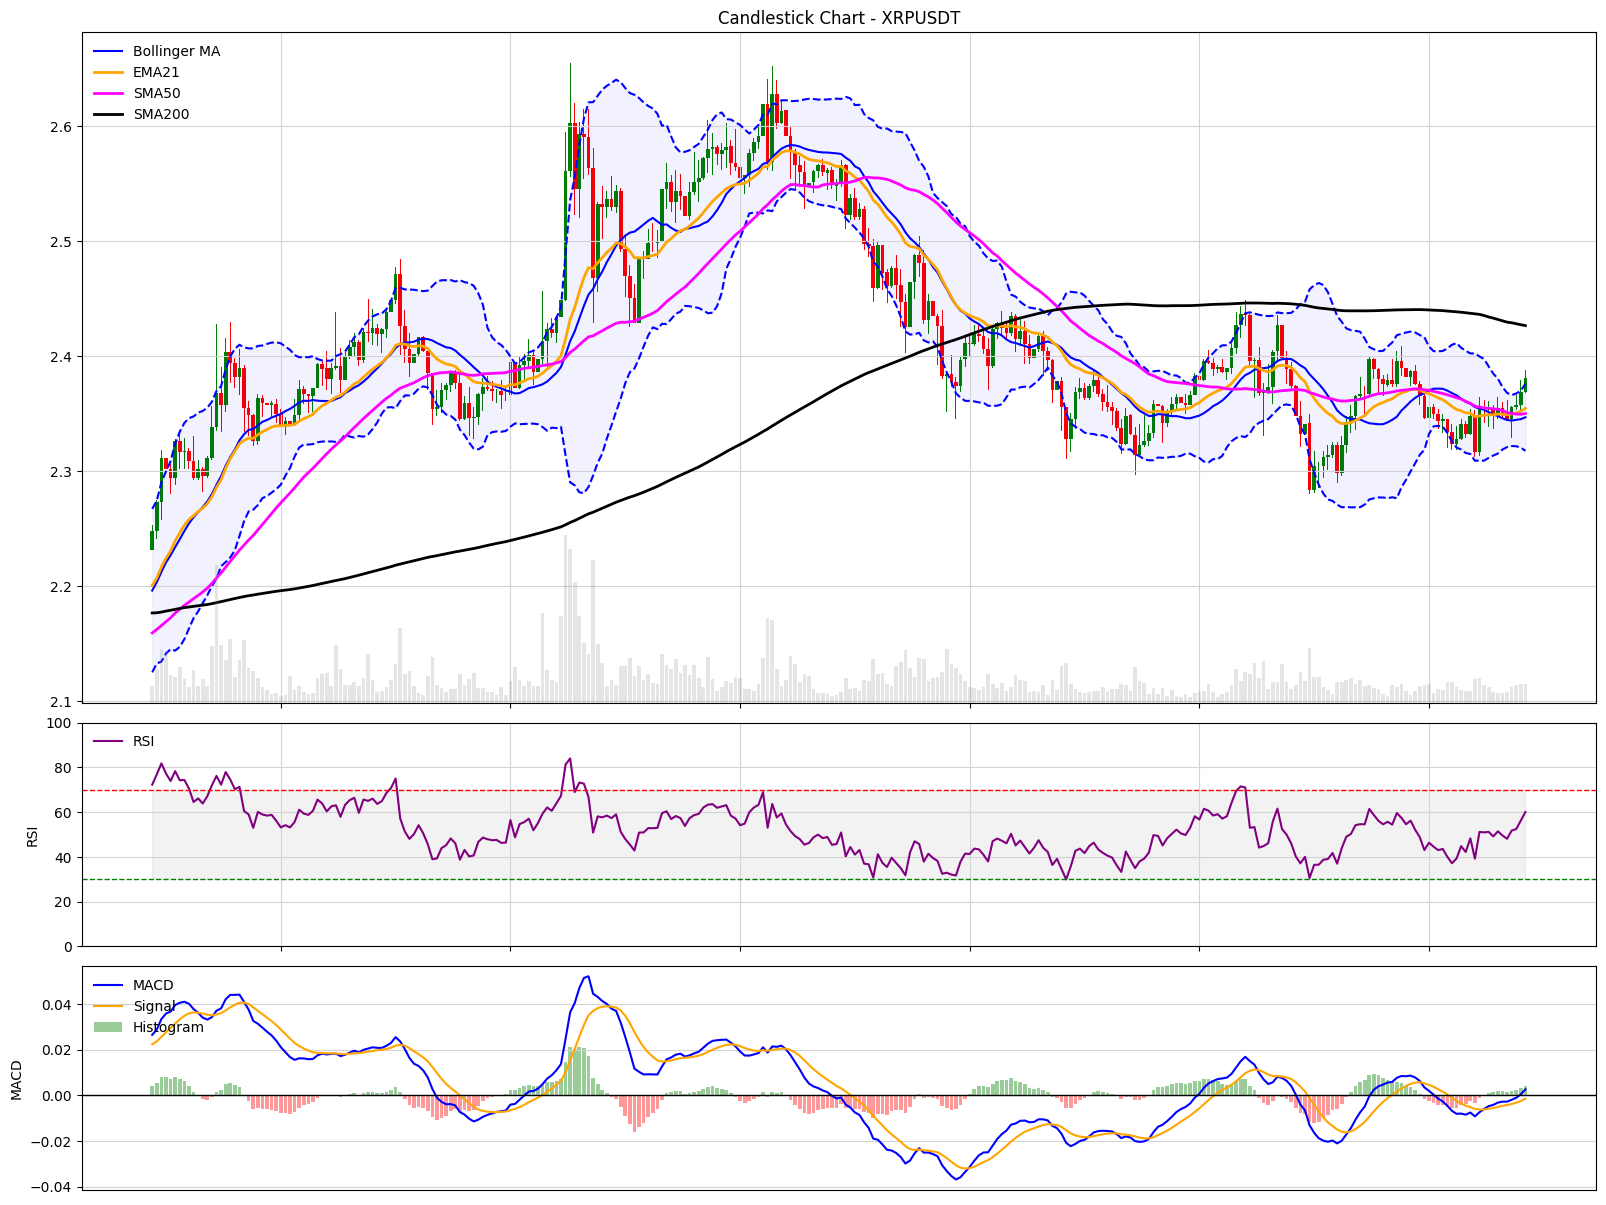 Candlestick Chart - XRPUSDT
Bollinger MA
EMA21
SMA50
SMA200
2.6
2.5
2.4
2.3
2.2
2.1
RSI
100
80
60
40
20
0
RSI
MACD
Signal
Histogram
0.04
0.02
0.00
−0.02
−0.04
MACD